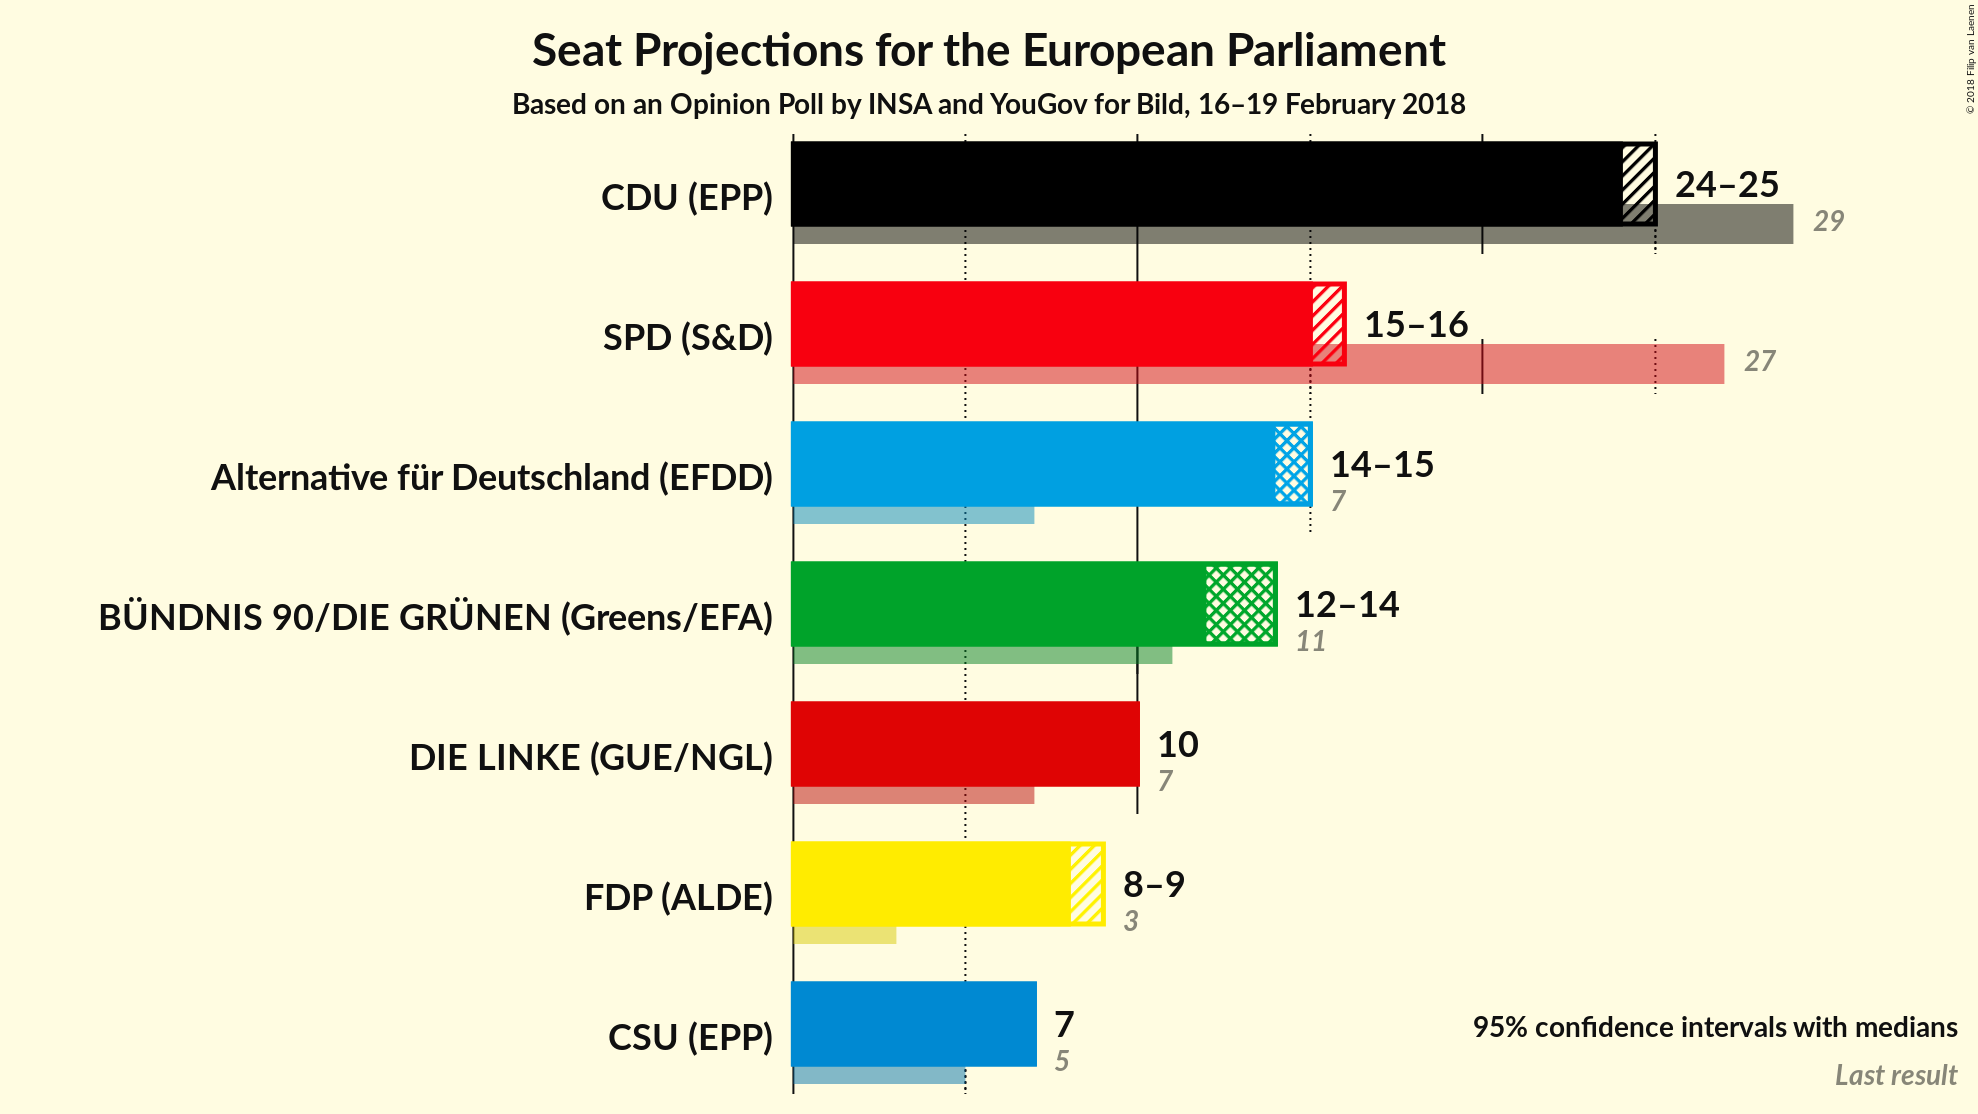 Seat Projections for the European Parliament
Based on an Opinion Poll by INSA and YouGov for Bild, 16–19 February 2018
© 2018 Filip van Laenen
CDU (EPP)
24–25
29
SPD (S&D)
15–16
27
Alternative für Deutschland (EFDD)
14–15
7
BÜNDNIS 90/DIE GRÜNEN (Greens/EFA)
12–14
11
DIE LINKE (GUE/NGL)
10
7
FDP (ALDE)
8–9
3
CSU (EPP)
7
5
95% confidence intervals with medians
Last result